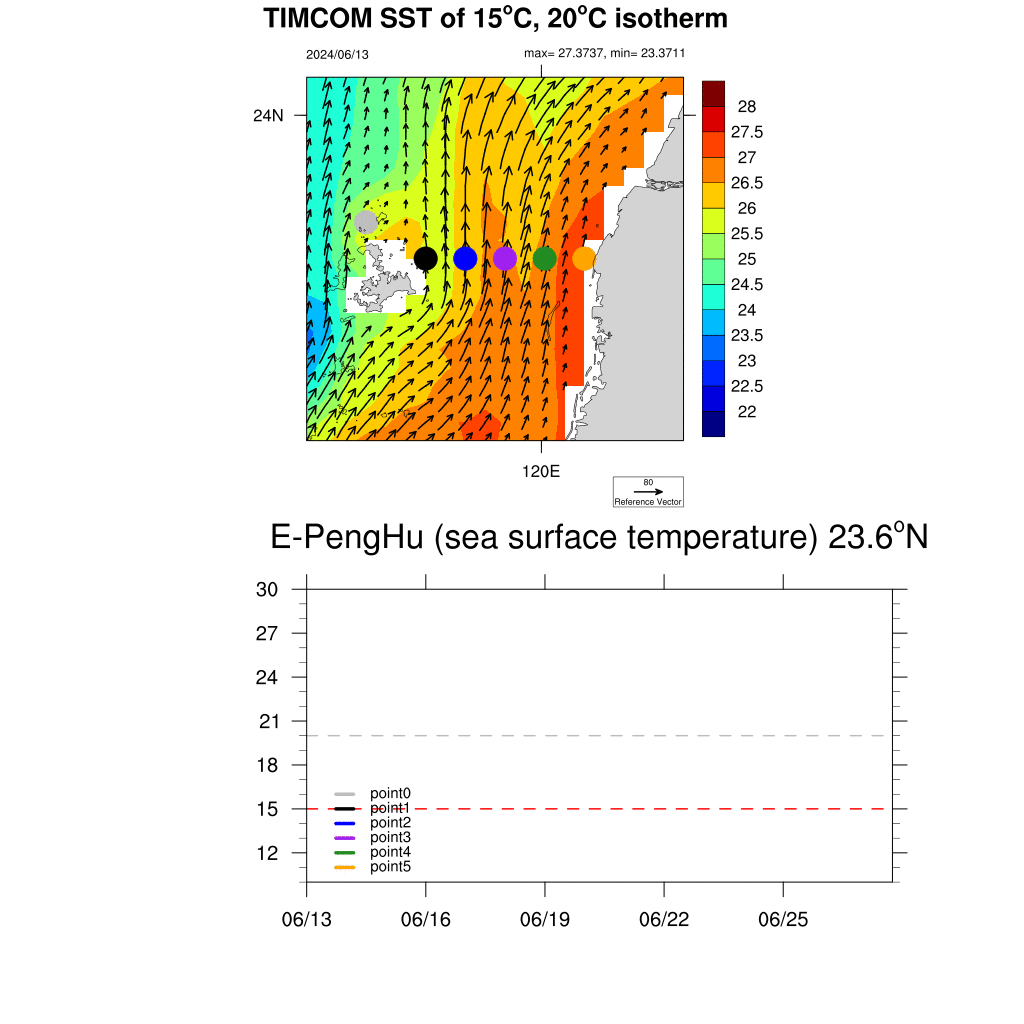 TIMCOM SST of 15°C, 20°C isotherm
2024/06/13
max= 27.3737, min= 23.3711
24N
28
27.5
27
26.5
26
25.5
25
24.5
24
23.5
23
22.5
22
120E
80
Reference Vector
E-PengHu (sea surface temperature) 23.6°N
30
27
24
21
18
15
12
point0
point1
point2
point3
point4
point5
06/13
06/16
06/19
06/22
06/25